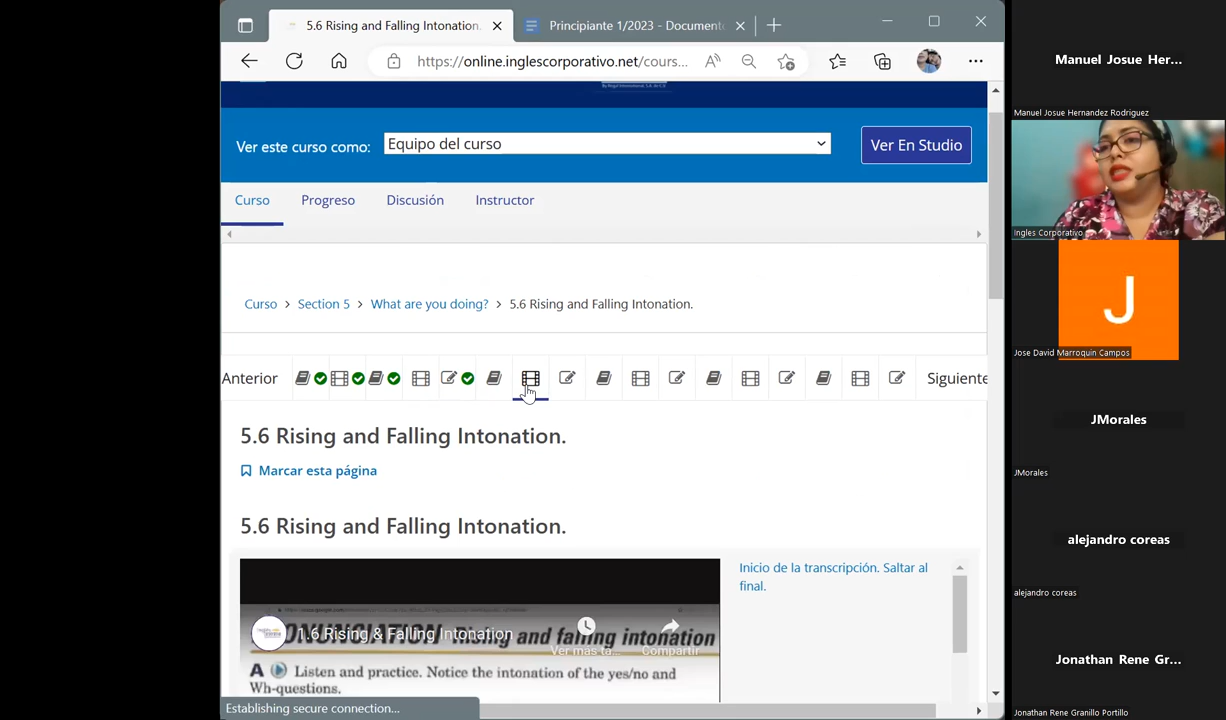 5.6 Rising and Falling Intonation.
Principiante 1/2023 - Document
https://online.inglescorporativo.net/cours...
Ver este curso como:
Equipo del curso
Ver En Studio
Curso
Progreso
Discusión
Instructor
Curso > Section 5 > What are you doing? > 5.6 Rising and Falling Intonation.
Anterior
Siguiente
5.6 Rising and Falling Intonation.
Marcar esta página
5.6 Rising and Falling Intonation.
Inicio de la transcripción. Saltar al
final.
1.6 Rising & Falling Intonation
ONUNCIATION Rising and falling intonation
Ver más ta...
Compartir
A Listen and practice. Notice the intonation of the yes/no and
Wh-questions.
Establishing secure connection...
Manuel Josue Her...
Manuel Josue Hernandez Rodriguez
Ingles Corporativo
J
Jose David Marroquin Campos
JMorales
JMorales
alejandro coreas
alejandro coreas
Jonathan Rene Gr...
Jonathan Rene Granillo Portillo